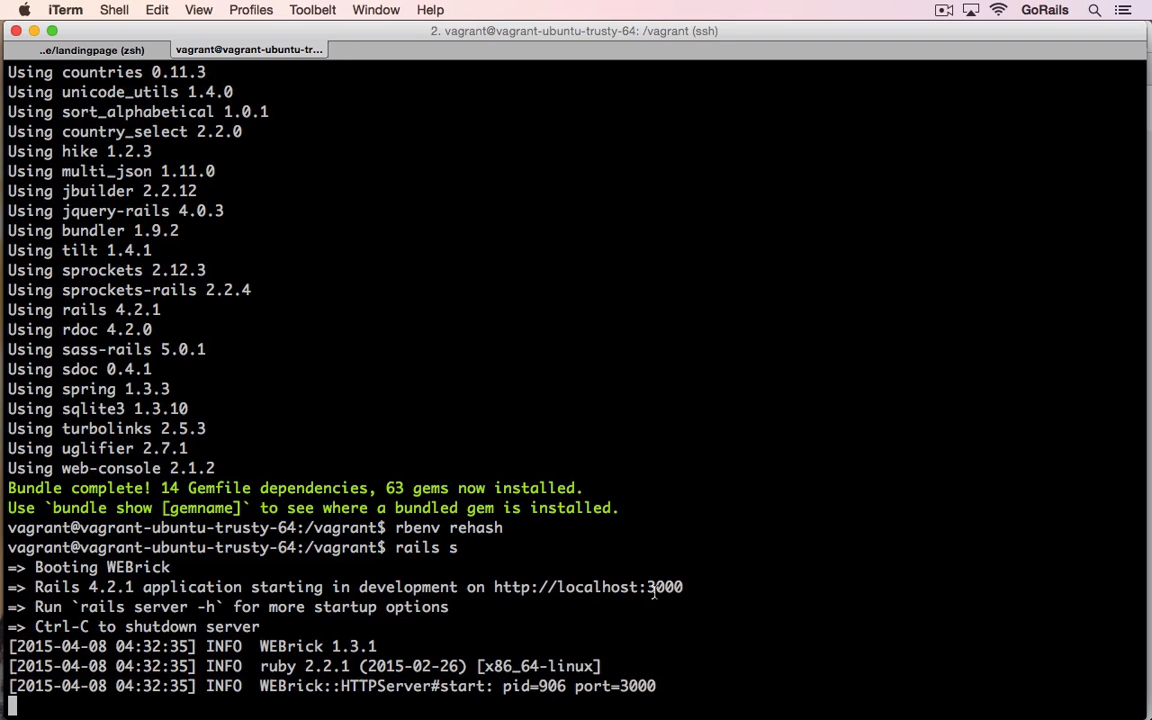 iTerm Shell Edit View Profiles Toolbelt Window Help GoRails
2. vagrant@vagrant-ubuntu-trusty-64: /vagrant (ssh)
..e/landingpage (zsh) vagrant@vagrant-ubuntu-tr...
Using countries 0.11.3
Using unicode_utils 1.4.0
Using sort_alphabetical 1.0.1
Using country_select 2.2.0
Using hike 1.2.3
Using multi_json 1.11.0
Using jbuilder 2.2.12
Using jquery-rails 4.0.3
Using bundler 1.9.2
Using tilt 1.4.1
Using sprockets 2.12.3
Using sprockets-rails 2.2.4
Using rails 4.2.1
Using rdoc 4.2.0
Using sass-rails 5.0.1
Using sdoc 0.4.1
Using spring 1.3.3
Using sqlite3 1.3.10
Using turbolinks 2.5.3
Using uglifier 2.7.1
Using web-console 2.1.2
Bundle complete! 14 Gemfile dependencies, 63 gems now installed.
Use `bundle show [gemname]` to see where a bundled gem is installed.
vagrant@vagrant-ubuntu-trusty-64:/vagrant$ rbenv rehash
vagrant@vagrant-ubuntu-trusty-64:/vagrant$ rails s
=> Booting WEBrick
=> Rails 4.2.1 application starting in development on http://localhost:3000
=> Run `rails server -h` for more startup options
=> Ctrl-C to shutdown server
[2015-04-08 04:32:35] INFO  WEBrick 1.3.1
[2015-04-08 04:32:35] INFO  ruby 2.2.1 (2015-02-26) [x86_64-linux]
[2015-04-08 04:32:35] INFO  WEBrick::HTTPServer#start: pid=906 port=3000